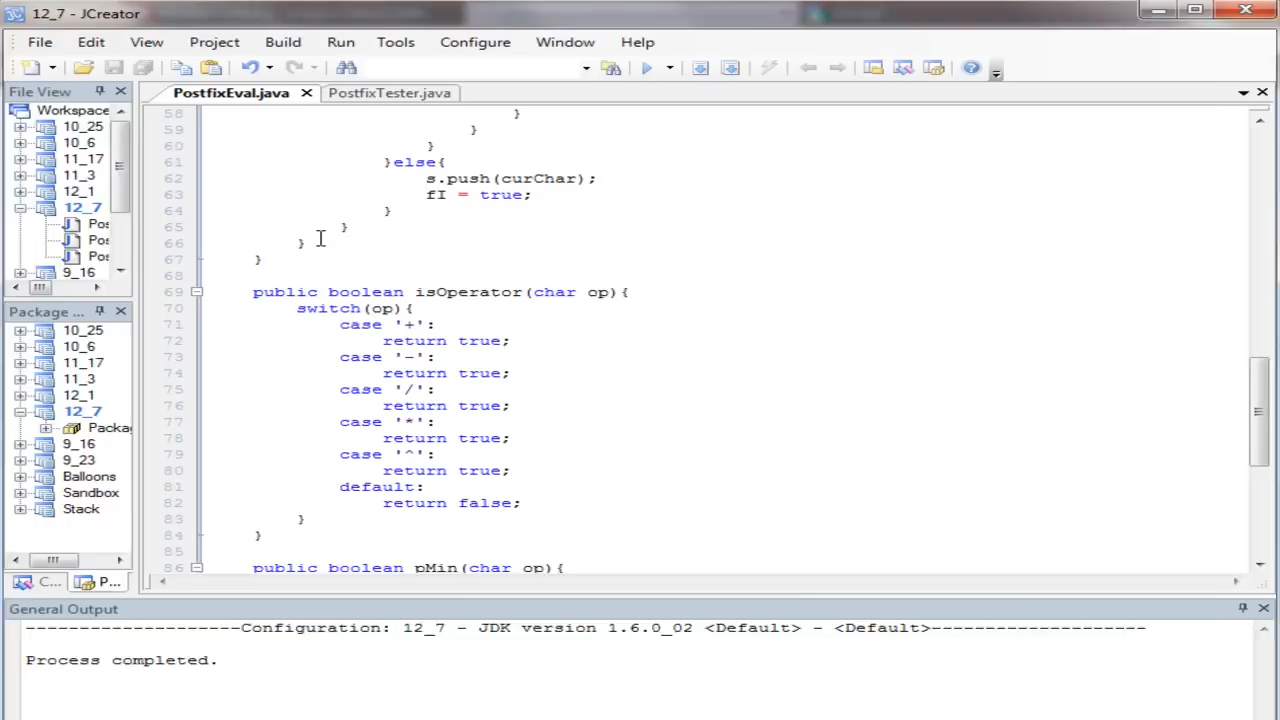 12_7 - JCreator
File Edit View Project Build Run Tools Configure Window Help
File View
Workspace
10_25
10_6
11_17
11_3
12_1
12_7
Pos
Pos
Pos
9_16
Package ...
10_25
10_6
11_17
11_3
12_1
12_7
Packa
9_16
9_23
Balloons
Sandbox
Stack
C... P...
PostfixEval.java PostfixTester.java
58 }
59 }
60 }
61 }else{
62 s.push(curChar);
63 fI = true;
64 }
65 }
66 }
67 }
68
69 public boolean isOperator(char op){
70 switch(op){
71 case '+':
72 return true;
73 case '-':
74 return true;
75 case '/':
76 return true;
77 case '*':
78 return true;
79 case '^':
80 return true;
81 default:
82 return false;
83 }
84 }
85
86 public boolean pMin(char op){
General Output
--------------------Configuration: 12_7 - JDK version 1.6.0_02 <Default> - <Default>--------------------
Process completed.